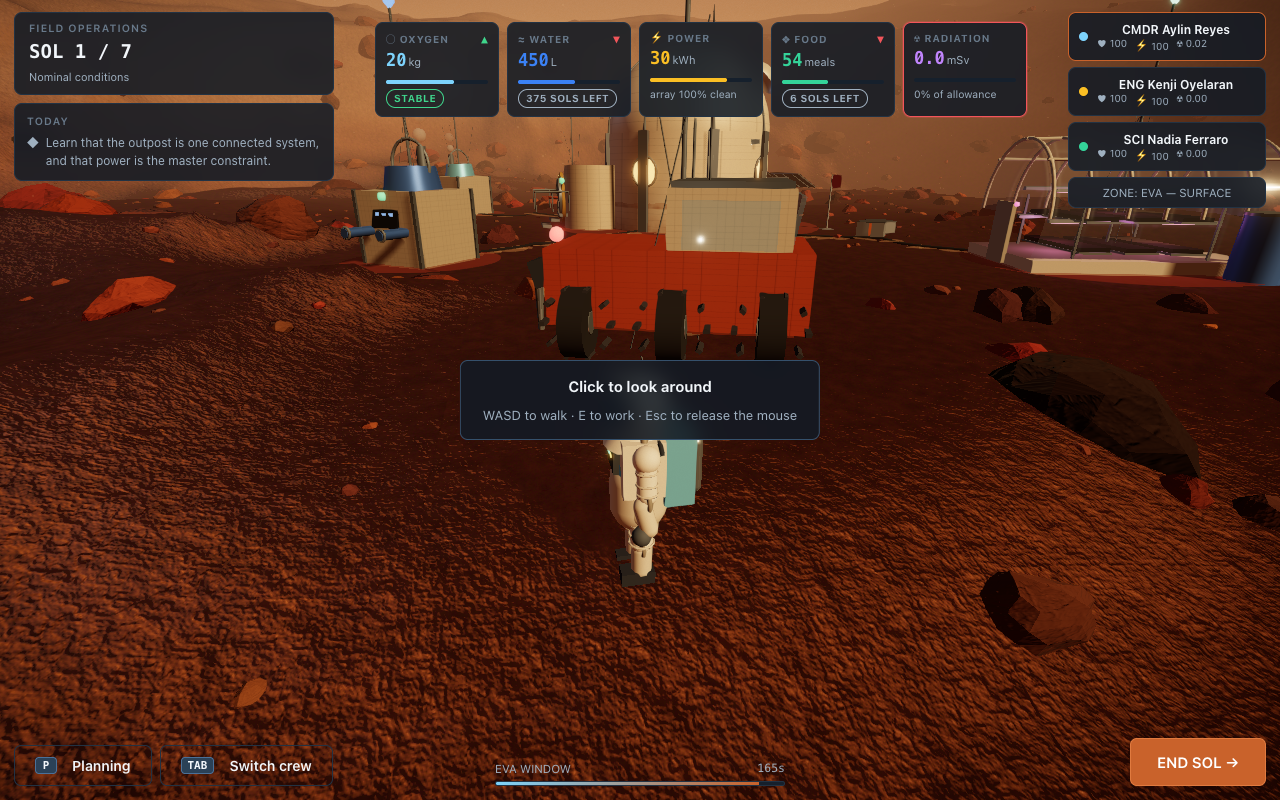 FIELD OPERATIONS
SOL 1 / 7
Nominal conditions
TODAY
Learn that the outpost is one connected system,
and that power is the master constraint.
OXYGEN
20 kg
STABLE
WATER
450 L
375 SOLS LEFT
POWER
30 kWh
array 100% clean
FOOD
54 meals
6 SOLS LEFT
RADIATION
0.0 mSv
0% of allowance
CMDR Aylin Reyes
100 100 0.02
ENG Kenji Oyelaran
100 100 0.00
SCI Nadia Ferraro
100 100 0.00
ZONE: EVA — SURFACE
Click to look around
WASD to walk · E to work · Esc to release the mouse
P Planning
TAB Switch crew
EVA WINDOW 165s
END SOL →